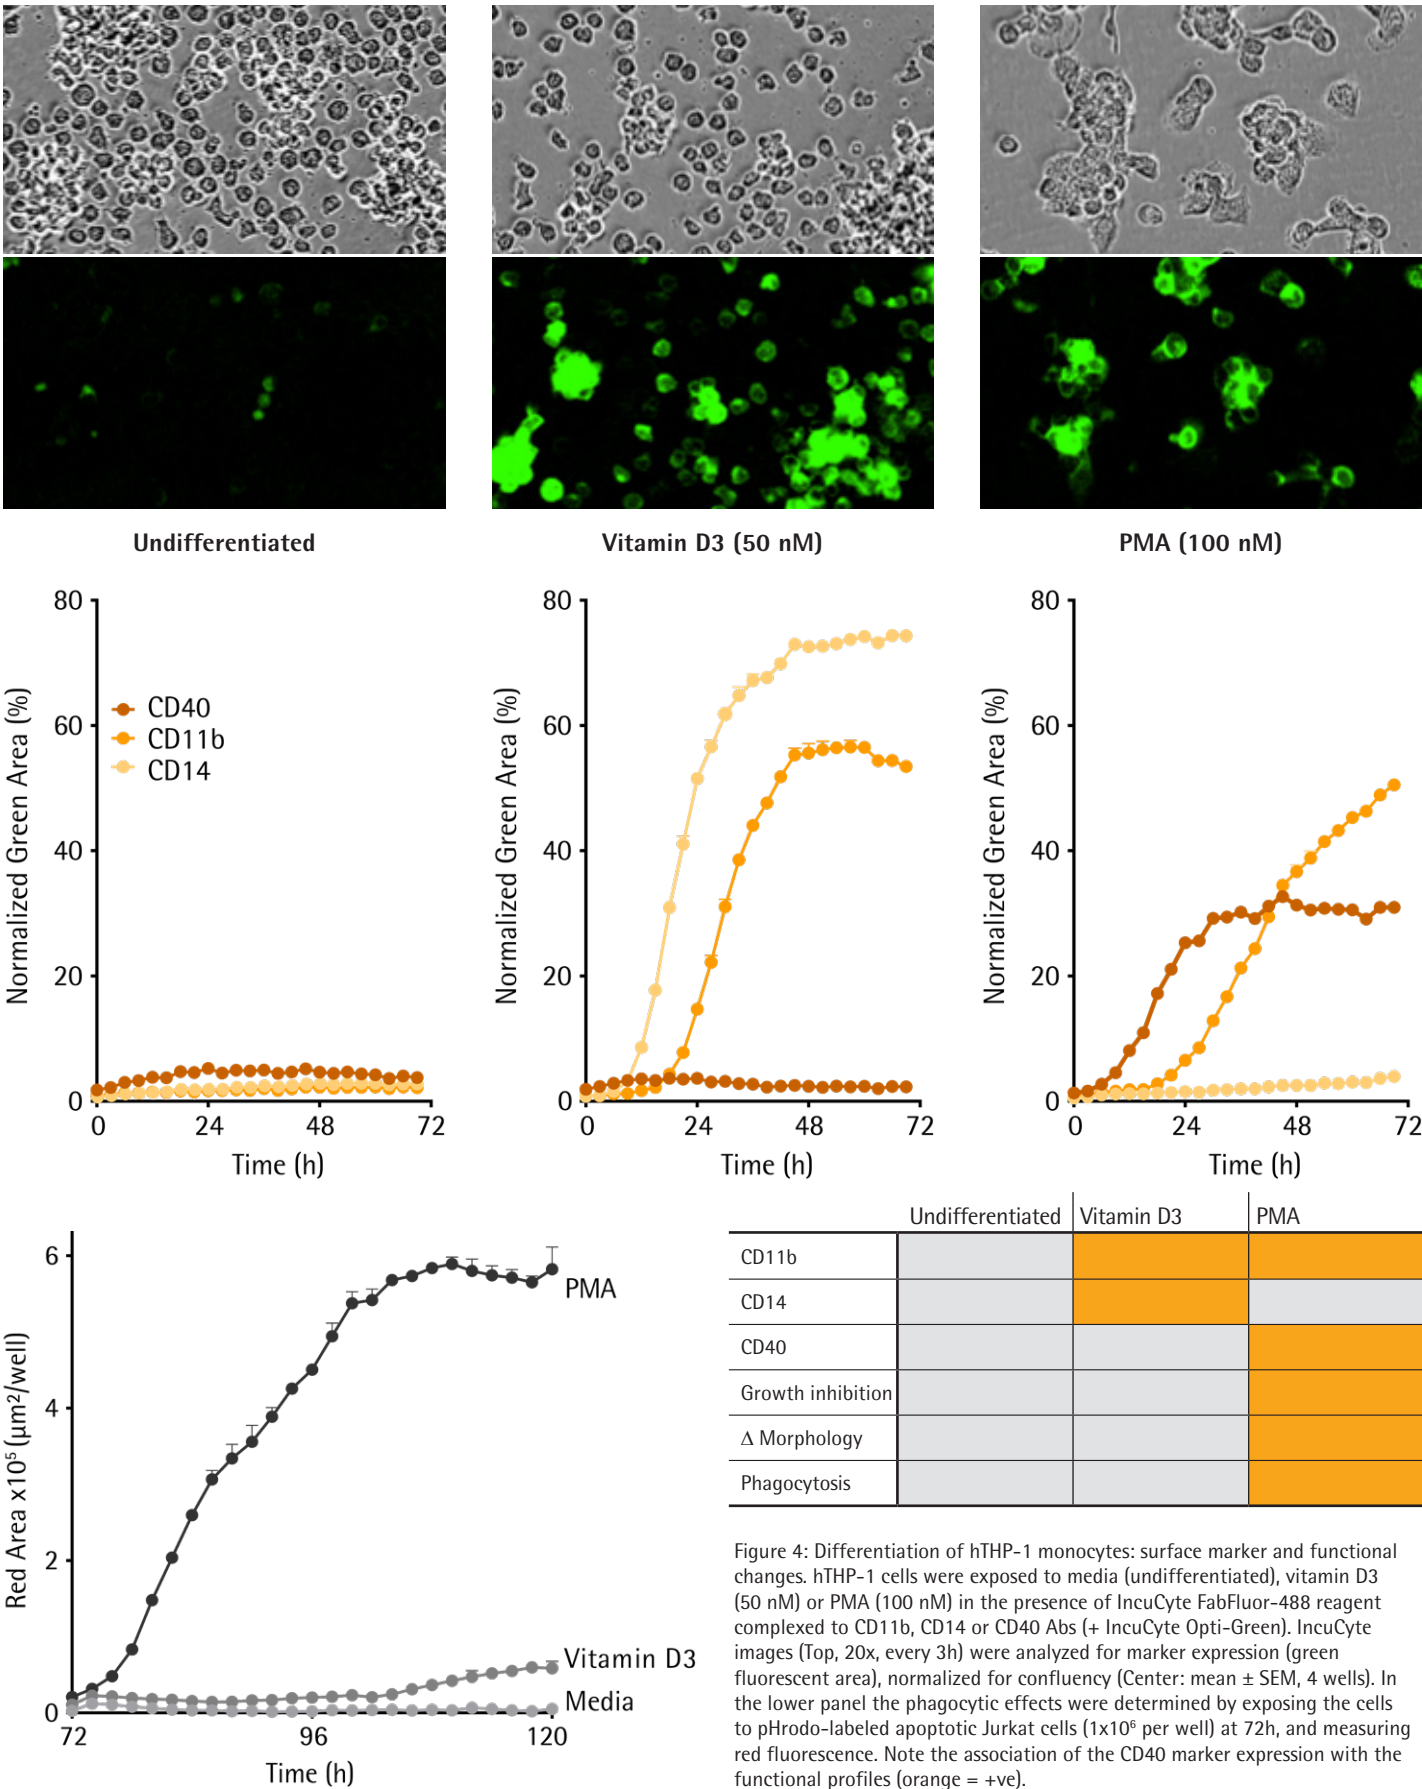 Undifferentiated
Vitamin D3 (50 nM)
PMA (100 nM)
Normalized Green Area (%)
80
60
40
20
0
CD40
CD11b
CD14
0 24 48 72
Time (h)
Normalized Green Area (%)
80
60
40
20
0
0 24 48 72
Time (h)
Normalized Green Area (%)
80
60
40
20
0
0 24 48 72
Time (h)
Red Area x10⁵ (µm²/well)
6
4
2
0
PMA
Vitamin D3
Media
72 96 120
Time (h)
Undifferentiated Vitamin D3 PMA
CD11b
CD14
CD40
Growth inhibition
Δ Morphology
Phagocytosis
Figure 4: Differentiation of hTHP-1 monocytes: surface marker and functional
changes. hTHP-1 cells were exposed to media (undifferentiated), vitamin D3
(50 nM) or PMA (100 nM) in the presence of IncuCyte FabFluor-488 reagent
complexed to CD11b, CD14 or CD40 Abs (+ IncuCyte Opti-Green). IncuCyte
images (Top, 20x, every 3h) were analyzed for marker expression (green
fluorescent area), normalized for confluency (Center: mean ± SEM, 4 wells). In
the lower panel the phagocytic effects were determined by exposing the cells
to pHrodo-labeled apoptotic Jurkat cells (1x10⁶ per well) at 72h, and measuring
red fluorescence. Note the association of the CD40 marker expression with the
functional profiles (orange = +ve).